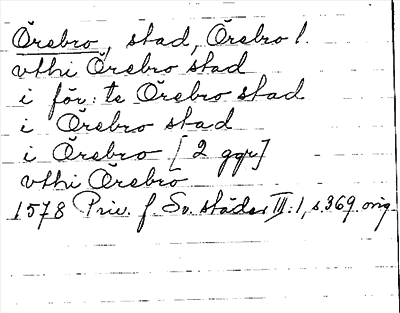 Örebro, stad, Örebro l.
vthi Örebro stad
i för: te Örebro stad
i Örebro stad
i Örebro [2 ggr]
vthi Örebro
1578 Priv. f. Sv. städer III:1, s. 369 orig.